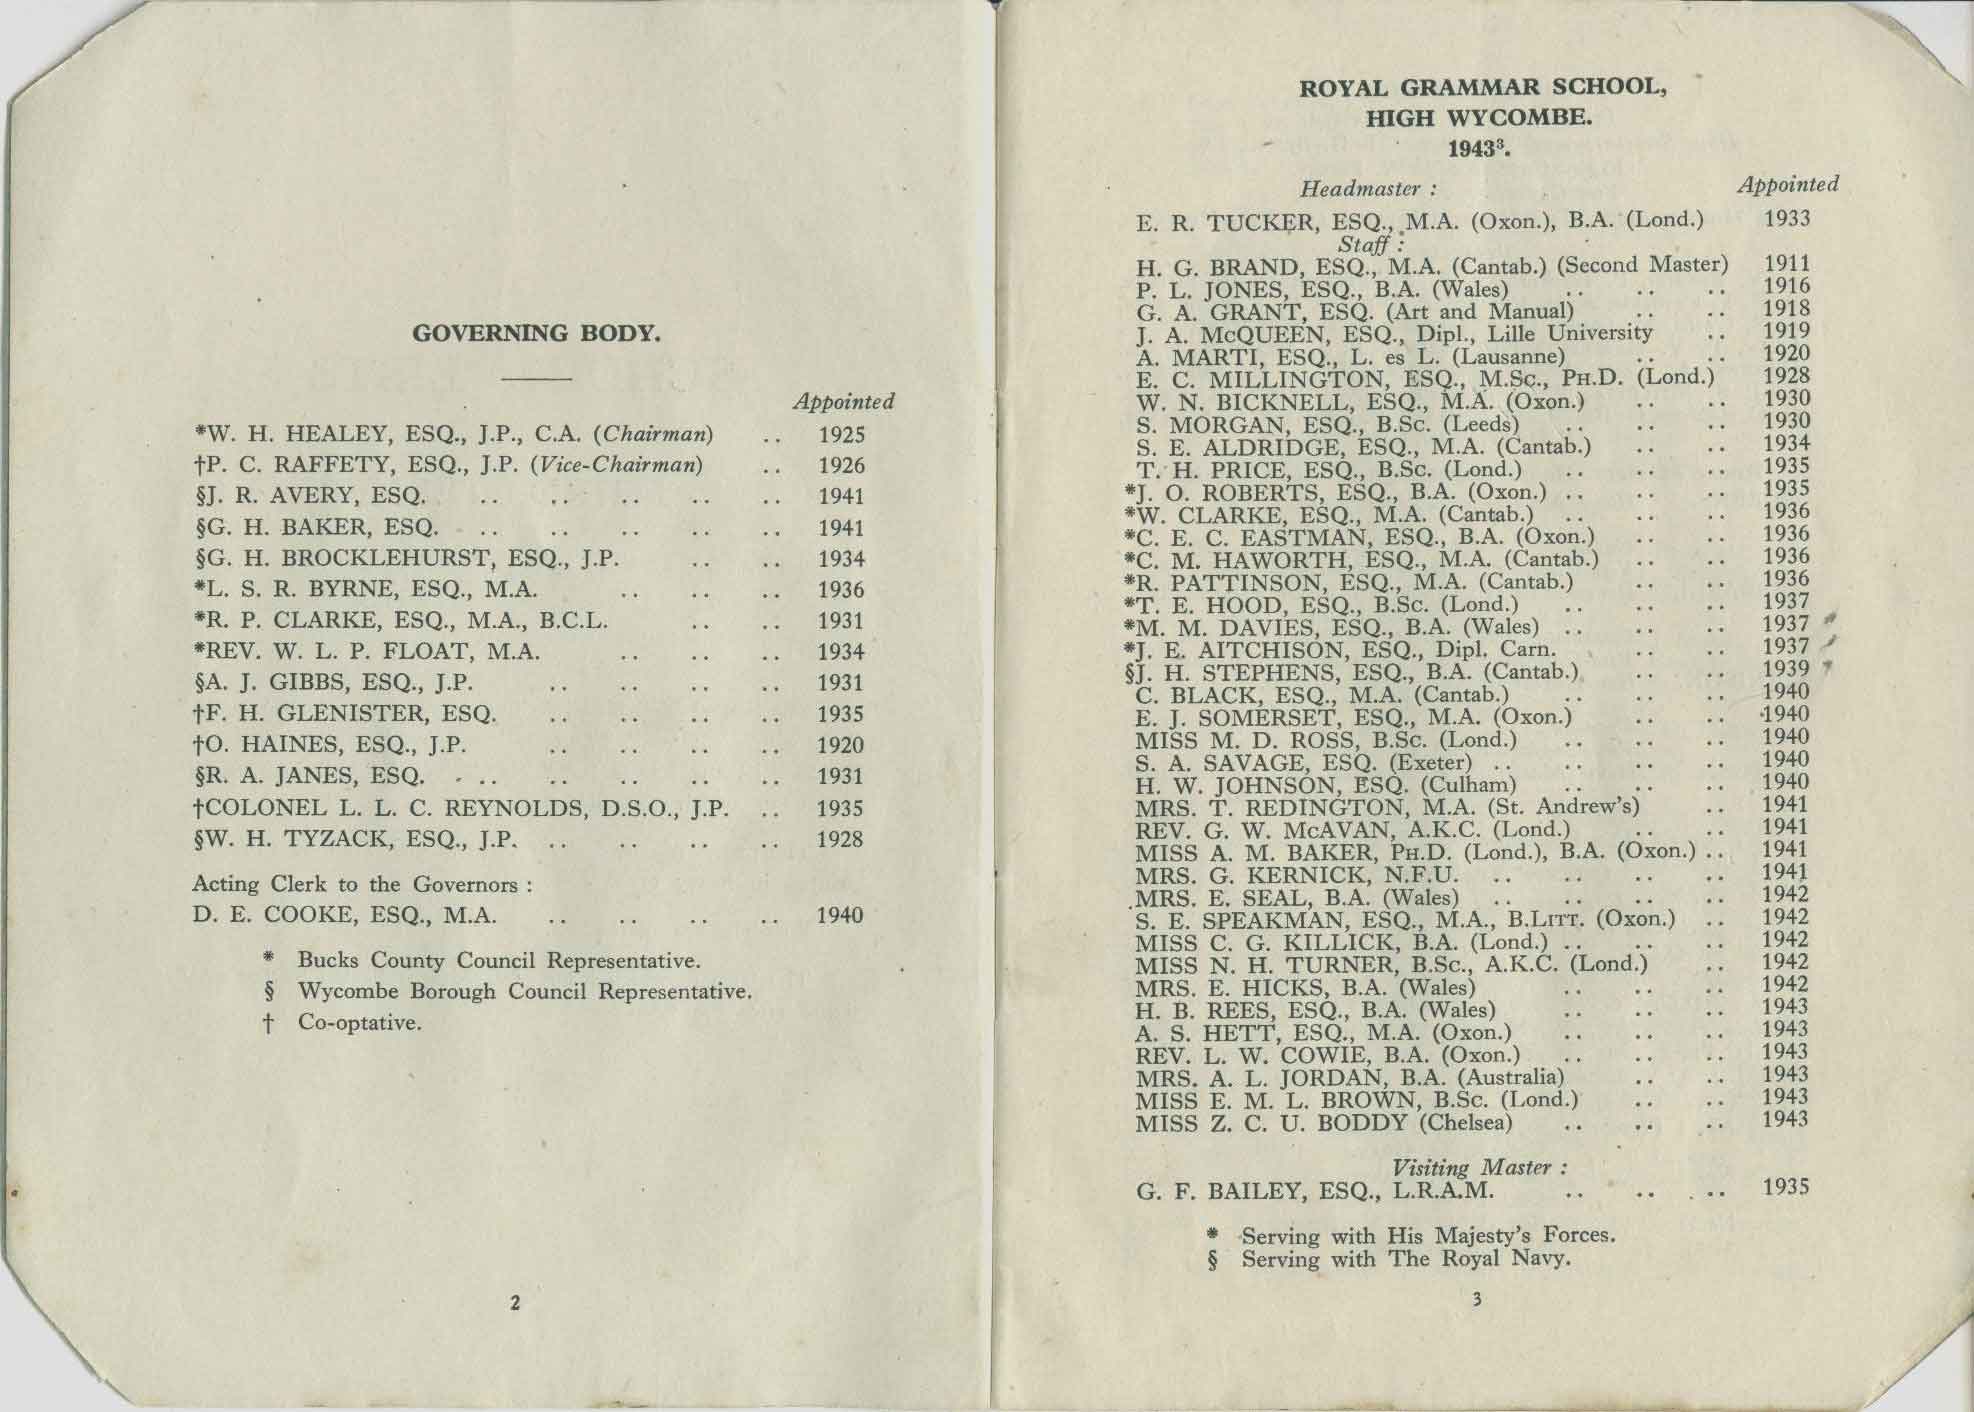 GOVERNING BODY.
Appointed
*W. H. HEALEY, ESQ., J.P., C.A. (Chairman) .. 1925
†P. C. RAFFETY, ESQ., J.P. (Vice-Chairman) .. 1926
§J. R. AVERY, ESQ. .. .. .. .. .. 1941
§G. H. BAKER, ESQ. .. .. .. .. .. 1941
§G. H. BROCKLEHURST, ESQ., J.P. .. .. 1934
*L. S. R. BYRNE, ESQ., M.A. .. .. .. 1936
*R. P. CLARKE, ESQ., M.A., B.C.L. .. .. 1931
*REV. W. L. P. FLOAT, M.A. .. .. .. 1934
§A. J. GIBBS, ESQ., J.P. .. .. .. .. 1931
†F. H. GLENISTER, ESQ. .. .. .. .. 1935
†O. HAINES, ESQ., J.P. .. .. .. .. 1920
§R. A. JANES, ESQ. .. .. .. .. .. 1931
†COLONEL L. L. C. REYNOLDS, D.S.O., J.P. .. 1935
§W. H. TYZACK, ESQ., J.P. .. .. .. .. 1928
Acting Clerk to the Governors :
D. E. COOKE, ESQ., M.A. .. .. .. .. 1940
* Bucks County Council Representative.
§ Wycombe Borough Council Representative.
† Co-optative.
2
ROYAL GRAMMAR SCHOOL,
HIGH WYCOMBE.
1943³.
Headmaster : Appointed
E. R. TUCKER, ESQ., M.A. (Oxon.), B.A. (Lond.) 1933
Staff :
H. G. BRAND, ESQ., M.A. (Cantab.) (Second Master) 1911
P. L. JONES, ESQ., B.A. (Wales) .. .. .. 1916
G. A. GRANT, ESQ. (Art and Manual) .. .. 1918
J. A. McQUEEN, ESQ., Dipl., Lille University .. 1919
A. MARTI, ESQ., L. es L. (Lausanne) .. .. 1920
E. C. MILLINGTON, ESQ., M.Sc., PH.D. (Lond.) 1928
W. N. BICKNELL, ESQ., M.A. (Oxon.) .. .. 1930
S. MORGAN, ESQ., B.Sc. (Leeds) .. .. .. 1930
S. E. ALDRIDGE, ESQ., M.A. (Cantab.) .. .. 1934
T. H. PRICE, ESQ., B.Sc. (Lond.) .. .. .. 1935
*J. O. ROBERTS, ESQ., B.A. (Oxon.) .. .. .. 1935
*W. CLARKE, ESQ., M.A. (Cantab.) .. .. .. 1936
*C. E. C. EASTMAN, ESQ., B.A. (Oxon.) .. .. 1936
*C. M. HAWORTH, ESQ., M.A. (Cantab.) .. .. 1936
*R. PATTINSON, ESQ., M.A. (Cantab.) .. .. 1936
*T. E. HOOD, ESQ., B.Sc. (Lond.) .. .. .. 1937
*M. M. DAVIES, ESQ., B.A. (Wales) .. .. .. 1937
*J. E. AITCHISON, ESQ., Dipl. Carn. .. .. 1937
§J. H. STEPHENS, ESQ., B.A. (Cantab.) .. .. 1939
C. BLACK, ESQ., M.A. (Cantab.) .. .. .. 1940
E. J. SOMERSET, ESQ., M.A. (Oxon.) .. .. 1940
MISS M. D. ROSS, B.Sc. (Lond.) .. .. .. 1940
S. A. SAVAGE, ESQ. (Exeter) .. .. .. .. 1940
H. W. JOHNSON, ESQ. (Culham) .. .. .. 1940
MRS. T. REDINGTON, M.A. (St. Andrew's) .. 1941
REV. G. W. McAVAN, A.K.C. (Lond.) .. .. 1941
MISS A. M. BAKER, PH.D. (Lond.), B.A. (Oxon.) .. 1941
MRS. G. KERNICK, N.F.U. .. .. .. .. 1941
MRS. E. SEAL, B.A. (Wales) .. .. .. .. 1942
S. E. SPEAKMAN, ESQ., M.A., B.LITT. (Oxon.) .. 1942
MISS C. G. KILLICK, B.A. (Lond.) .. .. .. 1942
MISS N. H. TURNER, B.Sc., A.K.C. (Lond.) .. 1942
MRS. E. HICKS, B.A. (Wales) .. .. .. 1942
H. B. REES, ESQ., B.A. (Wales) .. .. .. 1943
A. S. HETT, ESQ., M.A. (Oxon.) .. .. .. 1943
REV. L. W. COWIE, B.A. (Oxon.) .. .. .. 1943
MRS. A. L. JORDAN, B.A. (Australia) .. .. 1943
MISS E. M. L. BROWN, B.Sc. (Lond.) .. .. 1943
MISS Z. C. U. BODDY (Chelsea) .. .. .. 1943
Visiting Master :
G. F. BAILEY, ESQ., L.R.A.M. .. .. .. 1935
* Serving with His Majesty's Forces.
§ Serving with The Royal Navy.
3